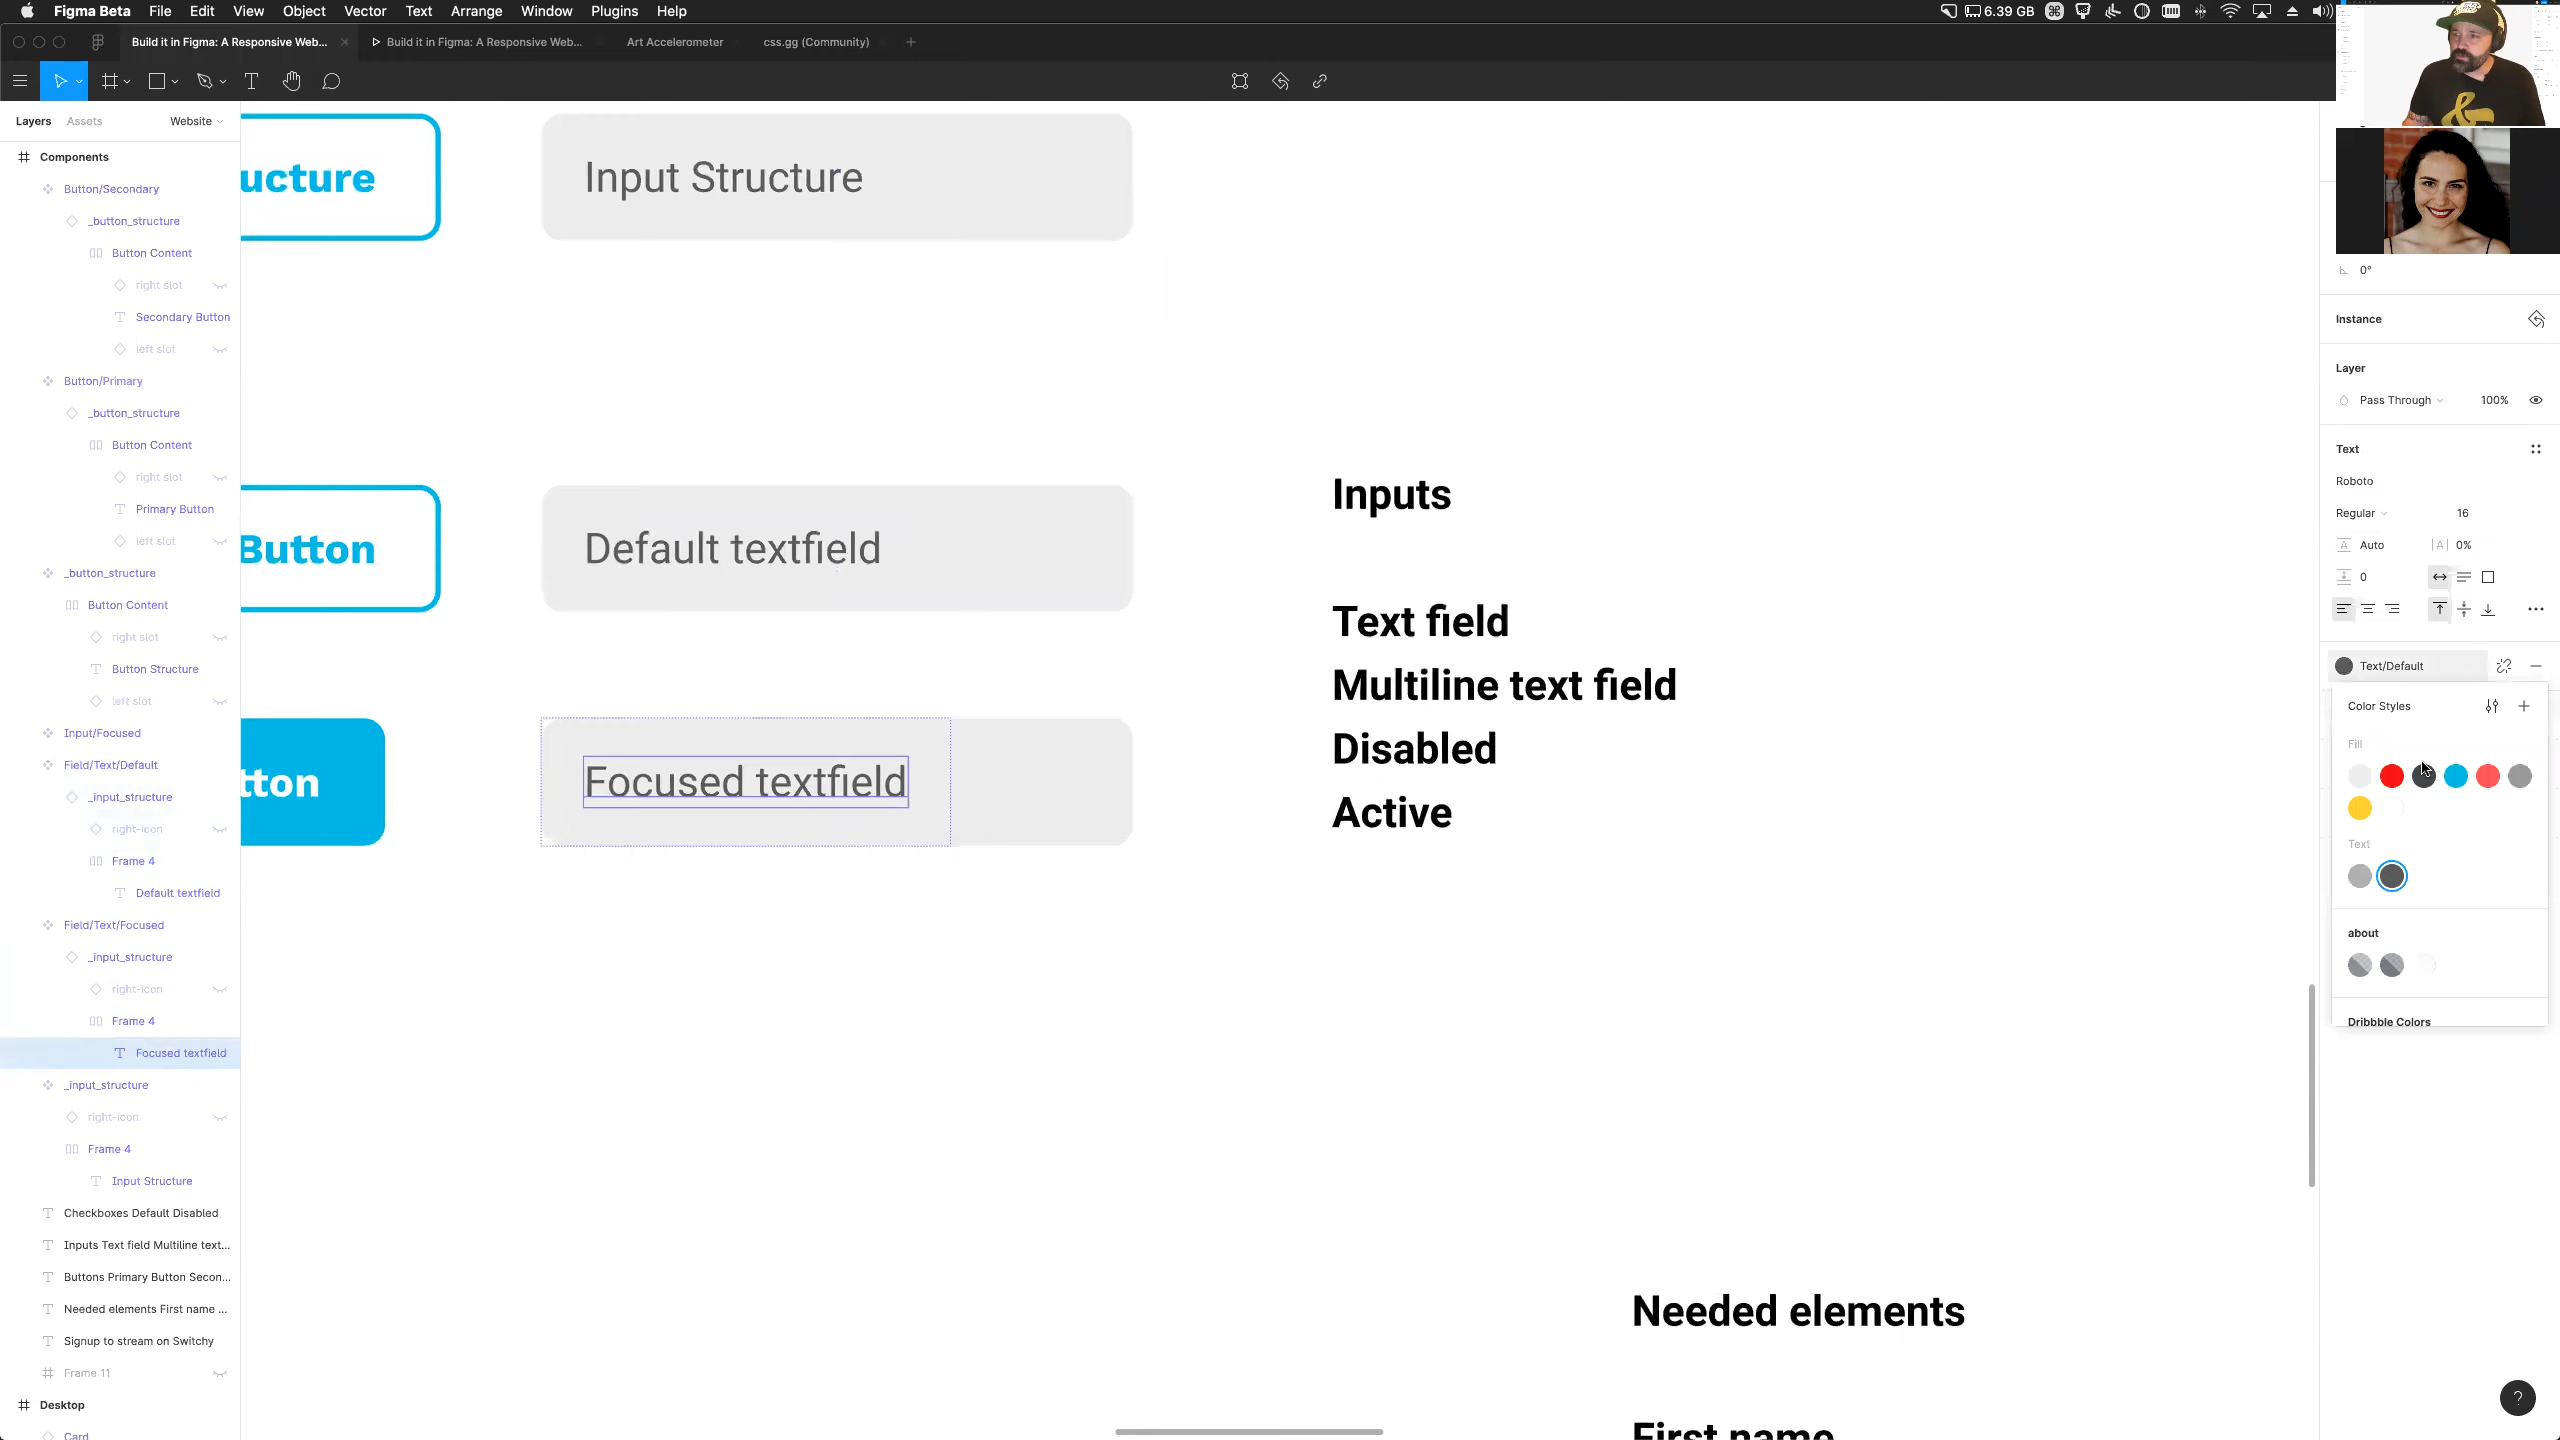 Figma Beta File Edit View Object Vector Text Arrange Window Plugins Help 6.39 GB
Build it in Figma: A Responsive Web... Build it in Figma: A Responsive Web... Art Accelerometer css.gg (Community)
Layers Assets Website
Components
Button/Secondary
_button_structure
Button Content
right slot
Secondary Button
left slot
Button/Primary
_button_structure
Button Content
right slot
Primary Button
left slot
_button_structure
Button Content
right slot
Button Structure
left slot
Input/Focused
Field/Text/Default
_input_structure
right-icon
Frame 4
Default textfield
Field/Text/Focused
_input_structure
right-icon
Frame 4
Focused textfield
_input_structure
right-icon
Frame 4
Input Structure
Checkboxes Default Disabled
Inputs Text field Multiline text...
Buttons Primary Button Secon...
Needed elements First name ...
Signup to stream on Switchy
Frame 11
Desktop
Card
ucture
Input Structure
Button
Default textfield
tton
Focused textfield
Inputs
Text field
Multiline text field
Disabled
Active
Needed elements
First name
0°
Instance
Layer
Pass Through 100%
Text
Roboto
Regular 16
Auto 0%
0
Text/Default
Color Styles
Fill
Text
about
Dribbble Colors
?